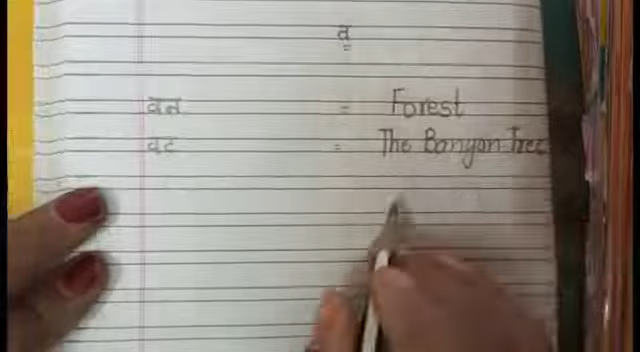 व
वन = Forest
वट = The Banyan Tree